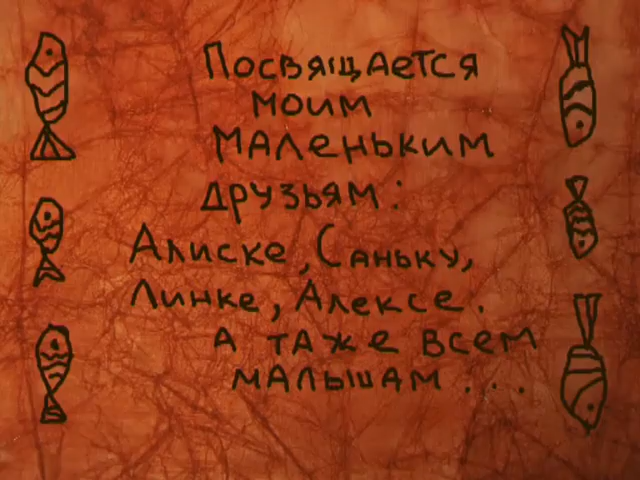 Посвящается
моим
маленьким
друзьям:
Алиске, Саньку,
Линке, Алексе.
А таже всем
малышам...